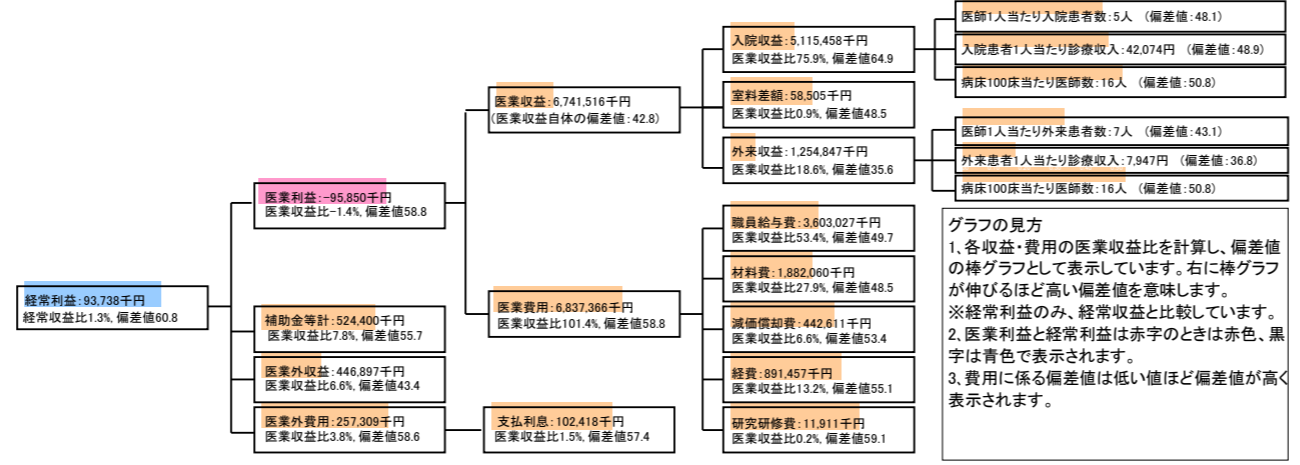 経常利益:93,738千円
経常収益比1.3%, 偏差値60.8
医業利益:-95,850千円
医業収益比-1.4%, 偏差値58.8
補助金等計:524,400千円
医業収益比7.8%, 偏差値55.7
医業外収益:446,897千円
医業収益比6.6%, 偏差値43.4
医業外費用:257,309千円
医業収益比3.8%, 偏差値58.6
医業収益:6,741,516千円
(医業収益自体の偏差値:42.8)
医業費用:6,837,366千円
医業収益比101.4%, 偏差値58.8
支払利息:102,418千円
医業収益比1.5%, 偏差値57.4
入院収益:5,115,458千円
医業収益比75.9%, 偏差値64.9
室料差額:58,505千円
医業収益比0.9%, 偏差値48.5
外来収益:1,254,847千円
医業収益比18.6%, 偏差値35.6
職員給与費:3,603,027千円
医業収益比53.4%, 偏差値49.7
材料費:1,882,060千円
医業収益比27.9%, 偏差値48.5
減価償却費:442,611千円
医業収益比6.6%, 偏差値53.4
経費:891,457千円
医業収益比13.2%, 偏差値55.1
研究研修費:11,911千円
医業収益比0.2%, 偏差値59.1
医師1人当たり入院患者数:5人 (偏差値:48.1)
入院患者1人当たり診療収入:42,074円 (偏差値:48.9)
病床100床当たり医師数:16人 (偏差値:50.8)
医師1人当たり外来患者数:7人 (偏差値:43.1)
外来患者1人当たり診療収入:7,947円 (偏差値:36.8)
病床100床当たり医師数:16人 (偏差値:50.8)
グラフの見方
1、各収益・費用の医業収益比を計算し、偏差値
の棒グラフとして表示しています。右に棒グラフ
が伸びるほど高い偏差値を意味します。
※経常利益のみ、経常収益と比較しています。
2、医業利益と経常利益は赤字のときは赤色、黒
字は青色で表示されます。
3、費用に係る偏差値は低い値ほど偏差値が高く
表示されます。